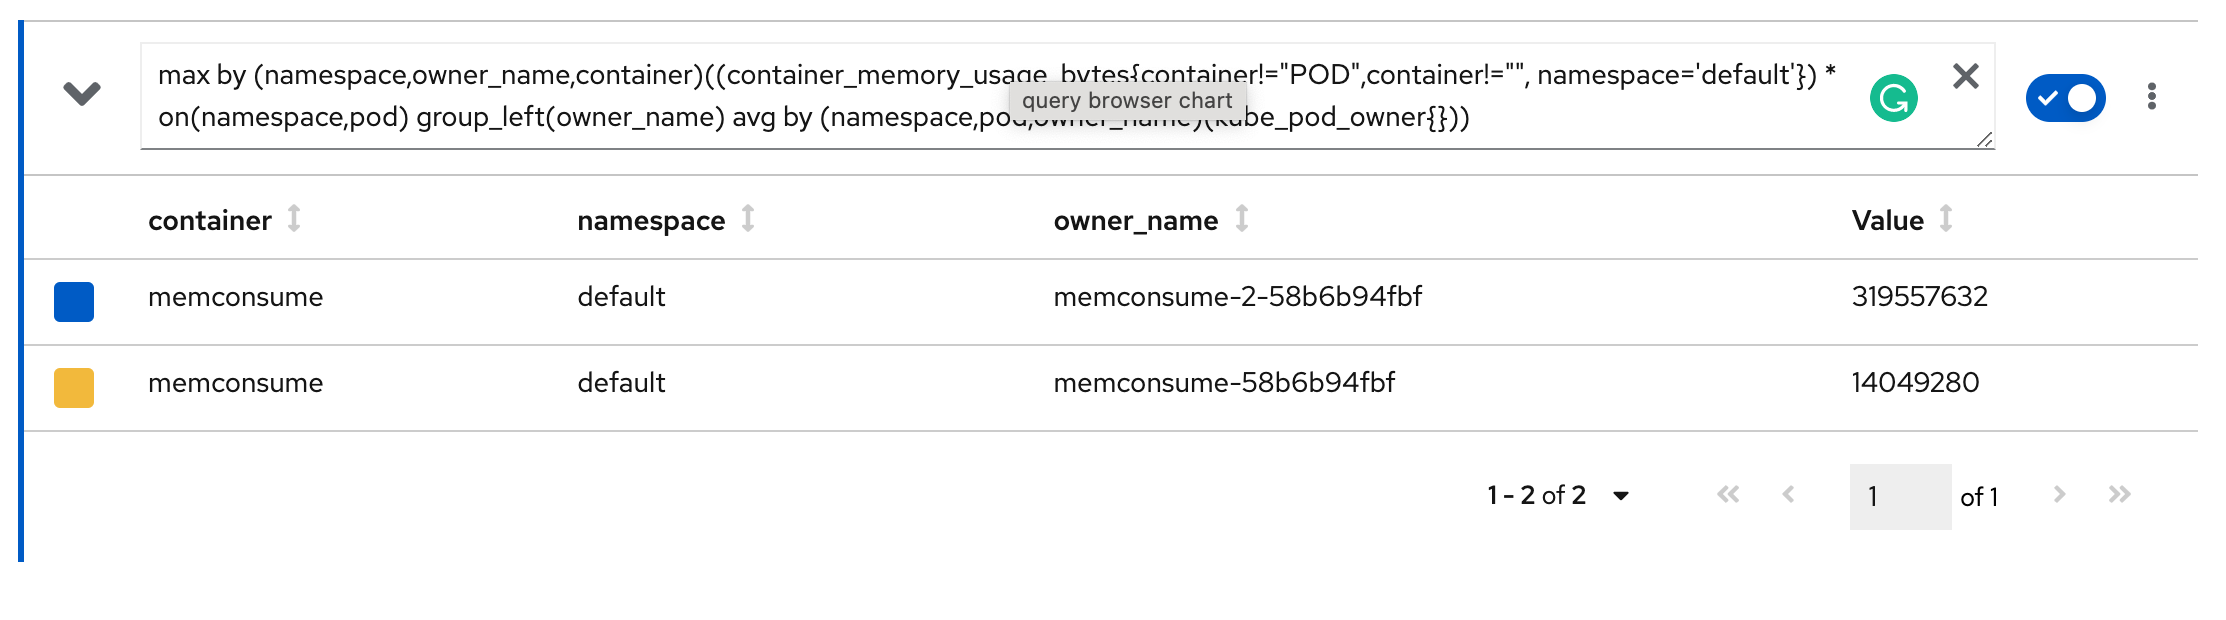 max by (namespace,owner_name,container)((container_memory_usage_bytes{container!="POD",container!="", namespace='default'}) *
on(namespace,pod) group_left(owner_name) avg by (namespace,pod,owner_name)(kube_pod_owner{}))
query browser chart
container namespace owner_name Value
memconsume default memconsume-2-58b6b94fbf 319557632
memconsume default memconsume-58b6b94fbf 14049280
1 - 2 of 2 1 of 1